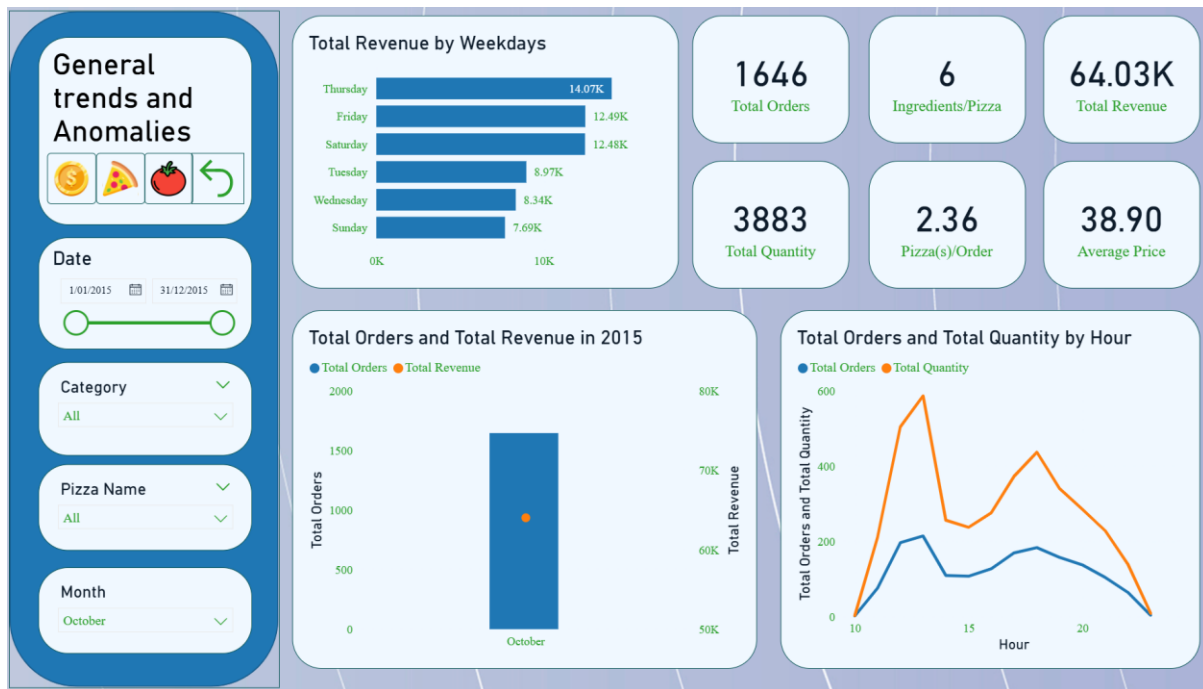 General
trends and
Anomalies
Date
1/01/2015
31/12/2015
Category
All
Pizza Name
All
Month
October
Total Revenue by Weekdays
Thursday
14.07K
Friday
12.49K
Saturday
12.48K
Tuesday
8.97K
Wednesday
8.34K
Sunday
7.69K
0K
10K
1646
Total Orders
6
Ingredients/Pizza
64.03K
Total Revenue
3883
Total Quantity
2.36
Pizza(s)/Order
38.90
Average Price
Total Orders and Total Revenue in 2015
Total Orders
Total Revenue
2000
1500
1000
500
0
Total Orders
80K
70K
60K
50K
Total Revenue
October
Total Orders and Total Quantity by Hour
Total Orders
Total Quantity
600
400
200
0
Total Orders and Total Quantity
10
15
20
Hour